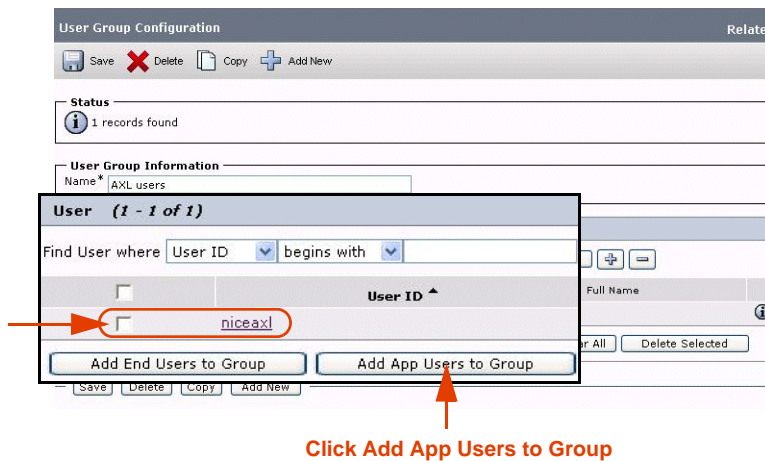 User Group Configuration
Relate
Save Delete Copy Add New
Status
1 records found
User Group Information
Name* AXL users
User (1 - 1 of 1)
Find User where User ID begins with
User ID
Full Name
niceaxl
Add End Users to Group Add App Users to Group
All Delete Selected
Save Delete Copy Add New
Click Add App Users to Group